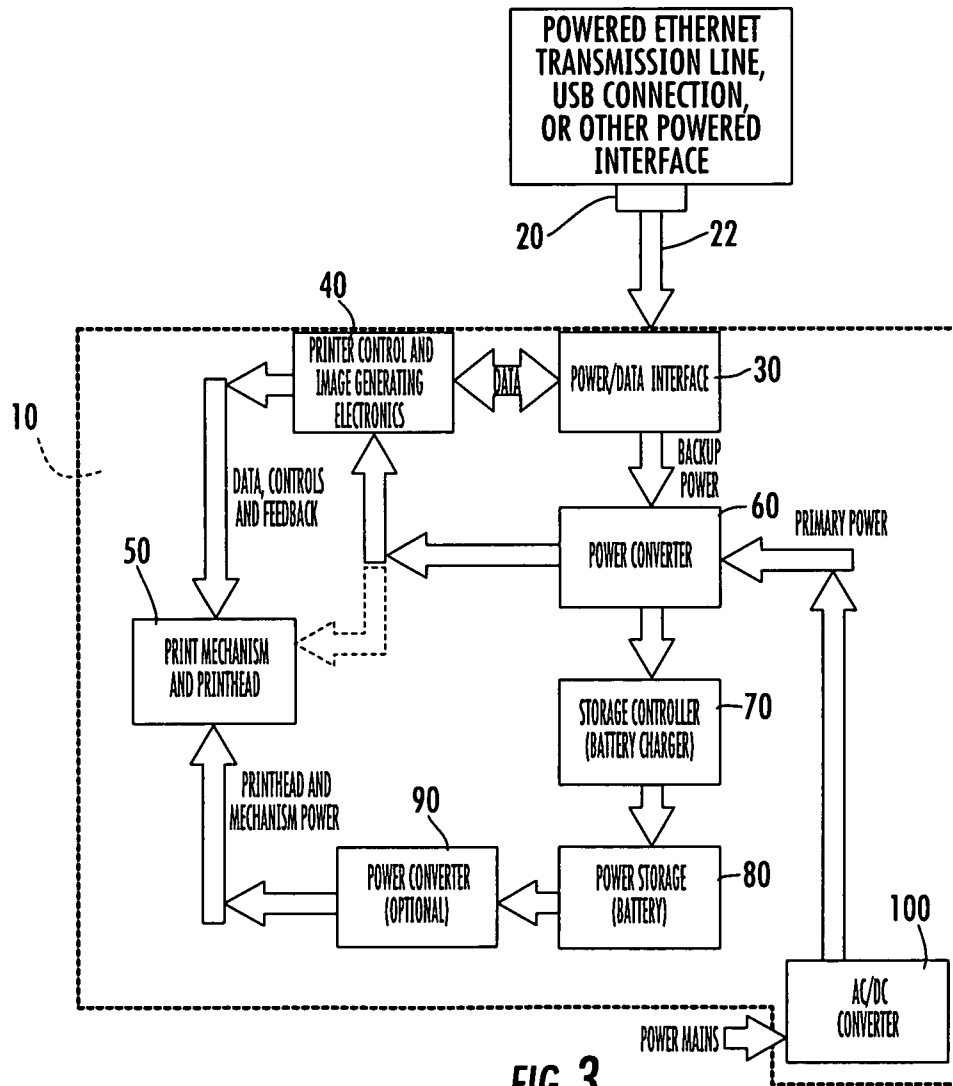 POWERED ETHERNET
TRANSMISSION LINE,
USB CONNECTION,
OR OTHER POWERED
INTERFACE
20
22
40
PRINTER CONTROL AND
IMAGE GENERATING
ELECTRONICS
DATA
POWER/DATA INTERFACE
30
10
DATA, CONTROLS
AND FEEDBACK
BACKUP
POWER
60
PRIMARY POWER
POWER CONVERTER
50
PRINT MECHANISM
AND PRINTHEAD
STORAGE CONTROLLER
(BATTERY CHARGER)
70
PRINTHEAD AND
MECHANISM POWER
90
POWER CONVERTER
(OPTIONAL)
POWER STORAGE
(BATTERY)
80
100
AC/DC
CONVERTER
POWER MAINS
FIG. 3